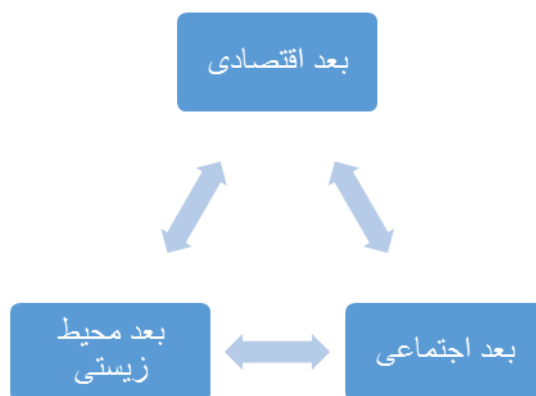 بعد اقتصادی
بعد اجتماعی
بعد محیط
زیستی